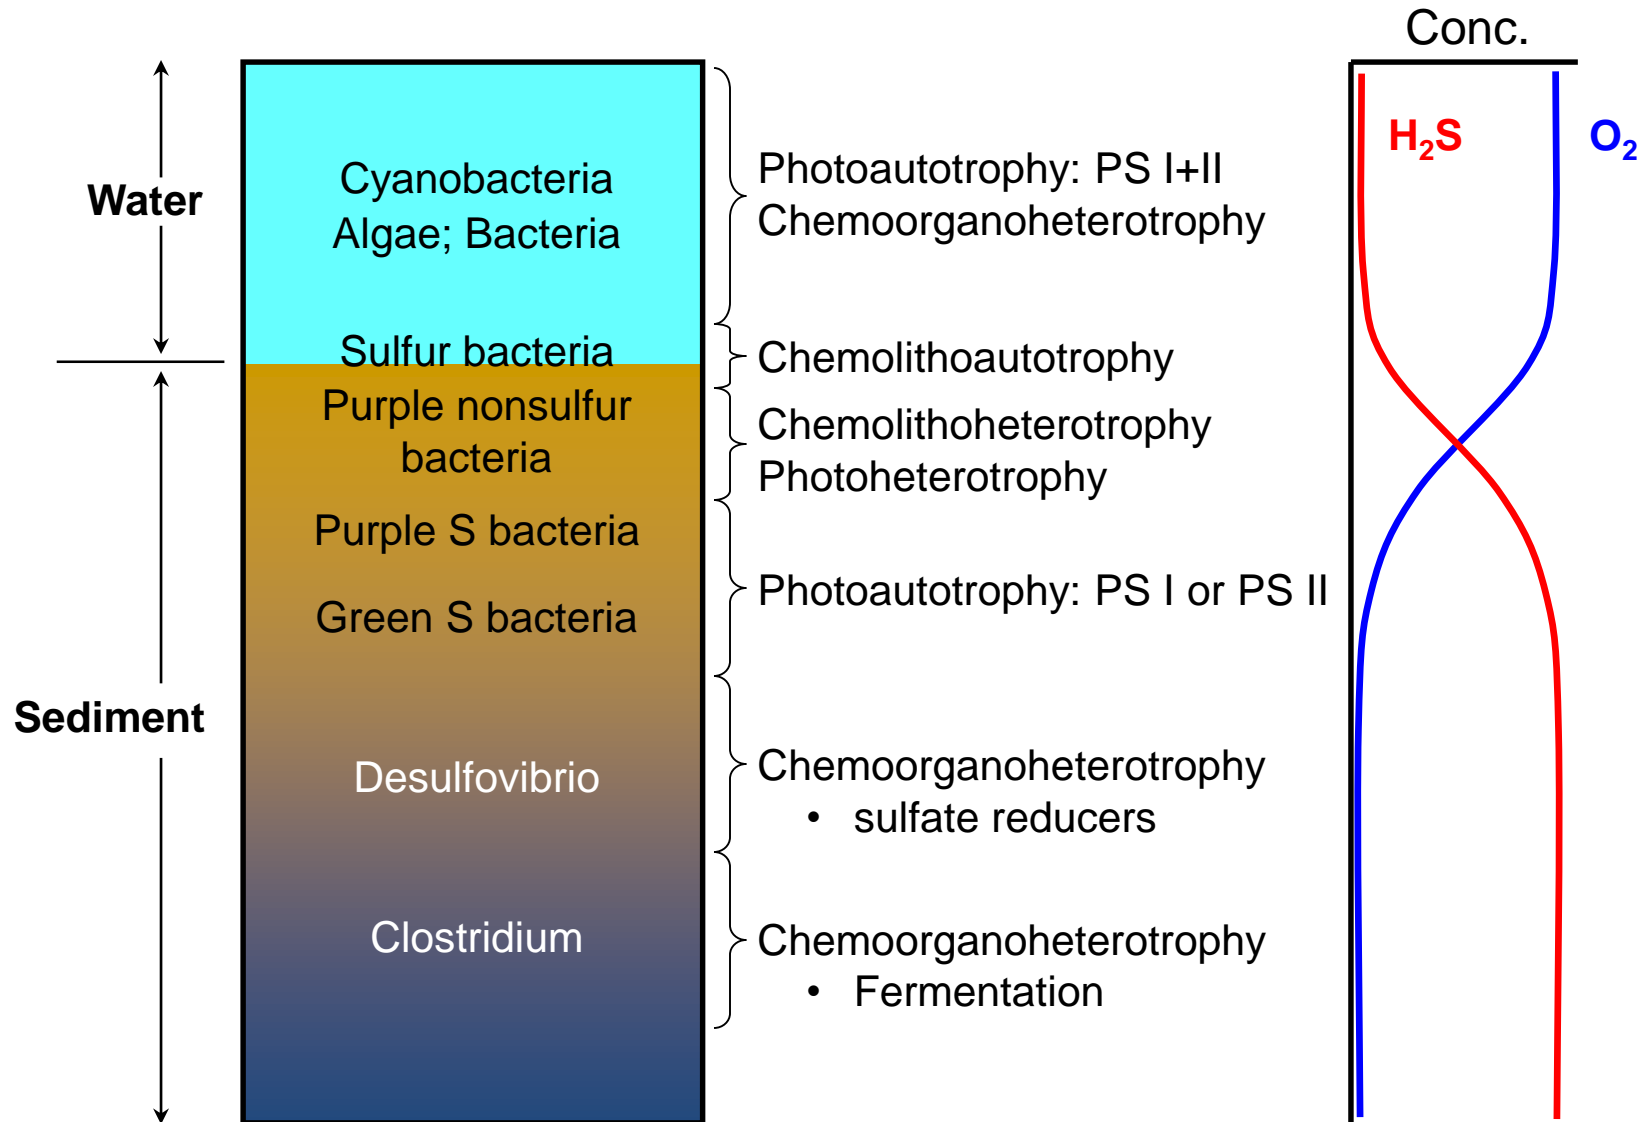 Conc.
H₂S
O₂
Water
Cyanobacteria
Algae; Bacteria
Photoautotrophy: PS I+II
Chemoorganoheterotrophy
Sulfur bacteria
Chemolithoautotrophy
Purple nonsulfur
bacteria
Chemolithoheterotrophy
Photoheterotrophy
Purple S bacteria
Green S bacteria
Photoautotrophy: PS I or PS II
Sediment
Desulfovibrio
Chemoorganoheterotrophy
• sulfate reducers
Clostridium
Chemoorganoheterotrophy
• Fermentation